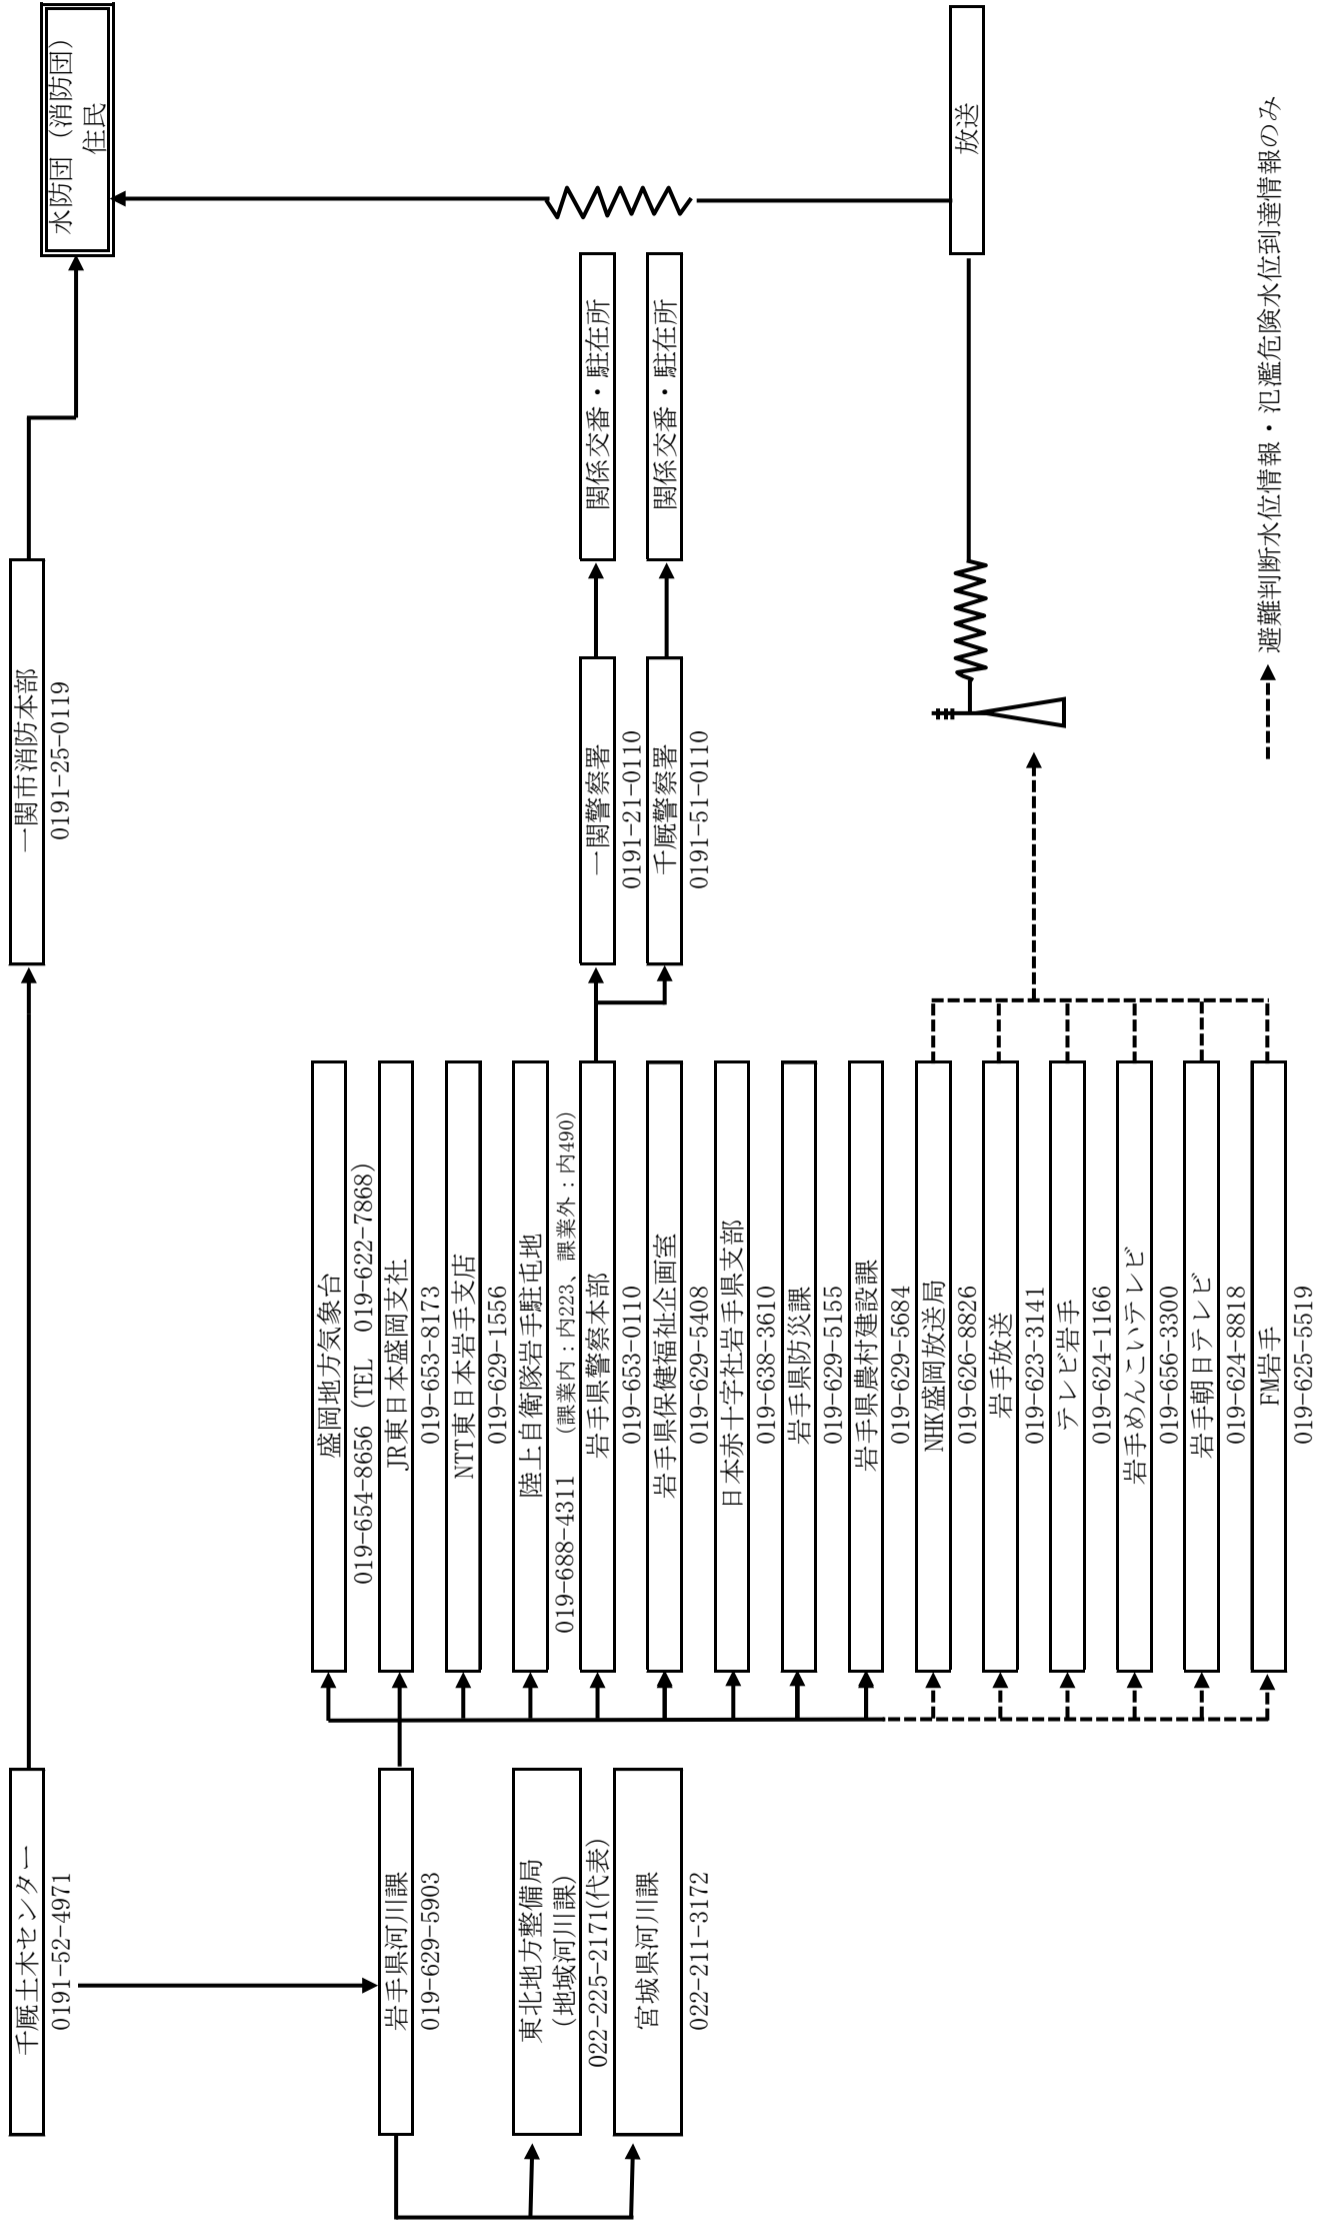 千厩土木センター
0191-52-4971
一関市消防本部
0191-25-0119
水防団（消防団）
住民
岩手県河川課
019-629-5903
東北地方整備局
（地域河川課）
022-225-2171(代表)
宮城県河川課
022-211-3172
盛岡地方気象台
019-654-8656（TEL　019-622-7868）
JR東日本盛岡支社
019-653-8173
NTT東日本岩手支店
019-629-1556
陸上自衛隊岩手駐屯地
019-688-4311　（課業内：内223、課業外：内490）
岩手県警察本部
019-653-0110
岩手県保健福祉企画室
019-629-5408
日本赤十字社岩手県支部
019-638-3610
岩手県防災課
019-629-5155
岩手県農村建設課
019-629-5684
NHK盛岡放送局
019-626-8826
岩手放送
019-623-3141
テレビ岩手
019-624-1166
岩手めんこいテレビ
019-656-3300
岩手朝日テレビ
019-624-8818
FM岩手
019-625-5519
一関警察署
0191-21-0110
千厩警察署
0191-51-0110
関係交番・駐在所
関係交番・駐在所
放送
避難判断水位情報・氾濫危険水位到達情報のみ